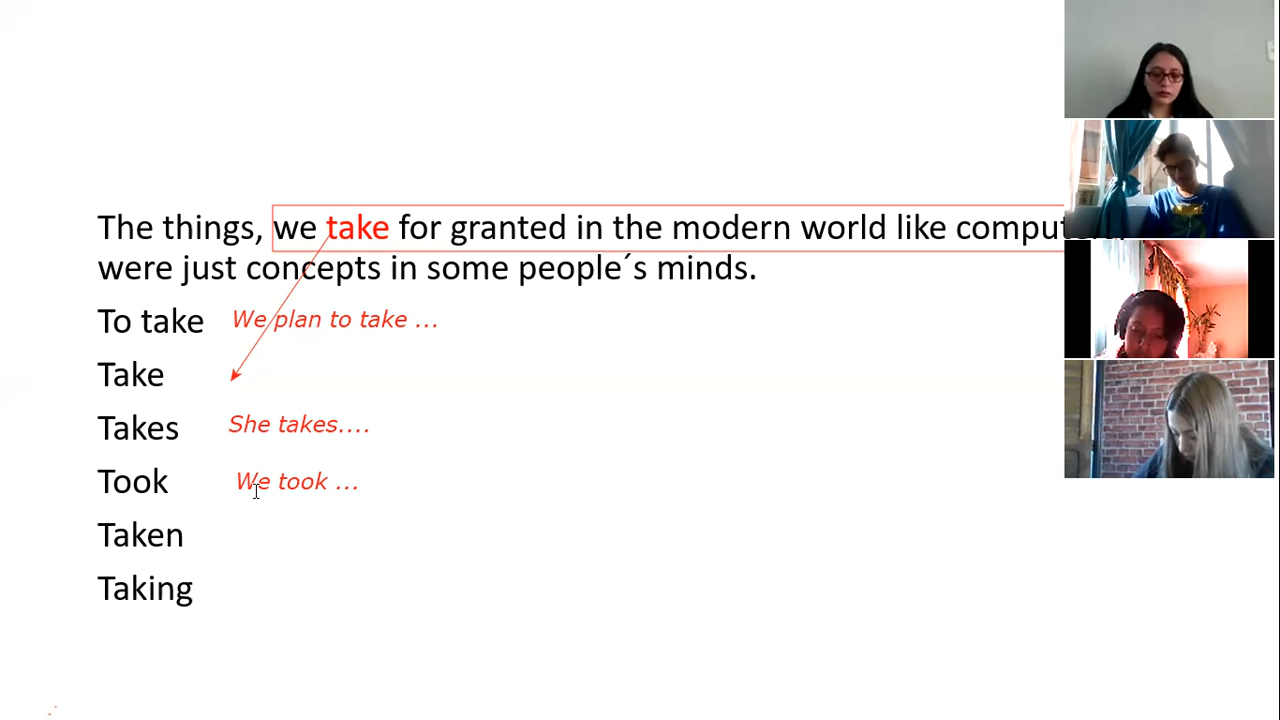 The things, we take for granted in the modern world like
were just concepts in some people´s minds.
To take We plan to take ...
Take
Takes She takes....
Took We took ...
Taken
Taking